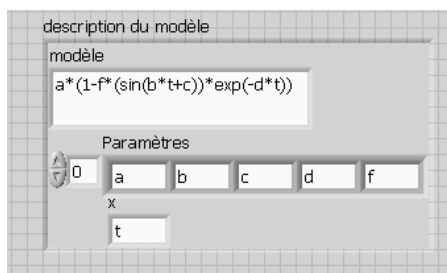 description du modèle
modèle
a*(1-f*(sin(b*t+c))*exp(-d*t))
Paramètres
0 a b c d f
x
t